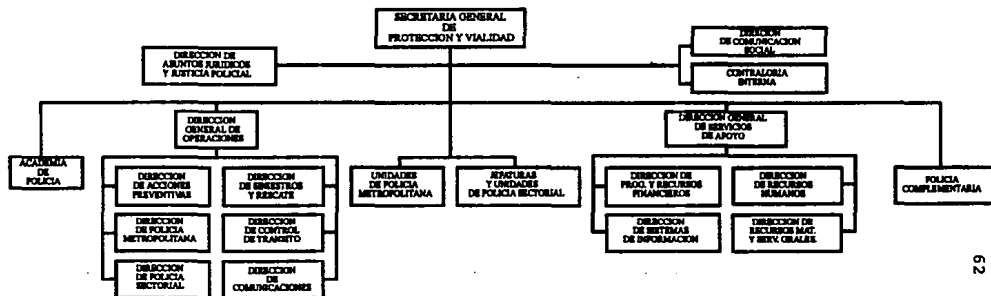 SECRETARIA GENERAL
DE
PROTECCION Y VIALIDAD
DIRECCION DE
ASUNTOS JURIDICOS
Y JUSTICIA POLICIAL
DIRECION
DE COMUNICACION
SOCIAL
CONTRALORIA
INTERNA
ACADEMIA
DE
POLICIA
DIRECCION
GENERAL DE
OPERACIONES
DIRECCION
DE ACCIONES
PREVENTIVAS
DIRECCION
DE SINIESTROS
Y RESCATE
DIRECCION
DE POLICIA
METROPOLITANA
DIRECCION
DE CONTROL
DE TRANSITO
DIRECCION
DE POLICIA
SECTORIAL
DIRECCION
DE
COMUNICACIONES
UNIDADES
DE POLICIA
METROPOLITANA
JEFATURAS
Y UNIDADES
DE POLICIA SECTORIAL
DIRECCION GENERAL
DE SERVICIOS
DE APOYO
DIRECCION DE
PROG. Y RECURSOS
FINANCIEROS
DIRECCION
DE RECURSOS
HUMANOS
DIRECCION
DE SISTEMAS
DE INFORMACION
DIRECCION DE
RECURSOS MAT.
Y SERV. GRALES.
POLICIA
COMPLEMENTARIA
62